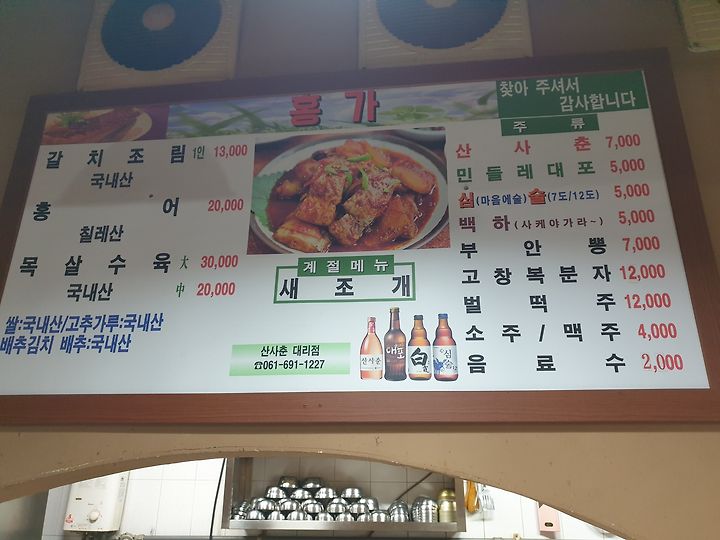 홍 가
찾아 주셔서
감사합니다
갈 치 조 림 1인 13,000
국내산
홍 어 20,000
칠레산
목 살 수 육 大 30,000
국내산 中 20,000
쌀:국내산/고추가루:국내산
배추김치 배추:국내산
계절메뉴
새 조 개
산사춘 대리점
☎061-691-1227
주 류
산 사 춘 7,000
민 들 레 대 포 5,000
심(마음에술) 술(7도/12도) 5,000
백 하 (사케야가라~) 5,000
부 안 뽕 7,000
고 창 복 분 자 12,000
벌 떡 주 12,000
소 주 / 맥 주 4,000
음 료 수 2,000
산사춘
대포
白